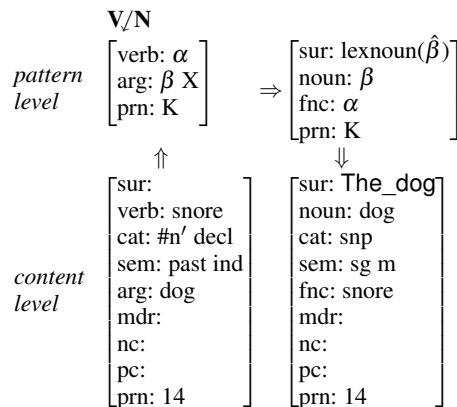 V↙/N
pattern level
verb: α
arg: β X
prn: K
⇒
sur: lexnoun(β̂)
noun: β
fnc: α
prn: K
⇑ ⇓
content level
sur:
verb: snore
cat: #n′ decl
sem: past ind
arg: dog
mdr:
nc:
pc:
prn: 14
sur: The_dog
noun: dog
cat: snp
sem: sg m
fnc: snore
mdr:
nc:
pc:
prn: 14